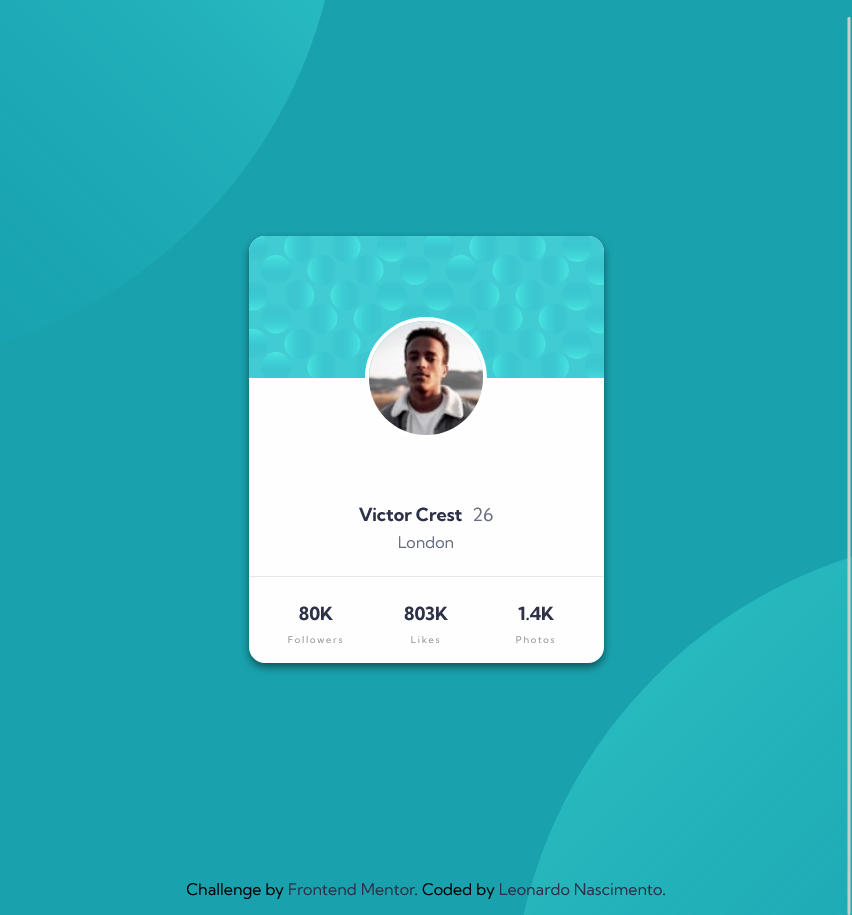 Victor Crest 26
London
80K 803K 1.4K
Followers Likes Photos
Challenge by Frontend Mentor. Coded by Leonardo Nascimento.